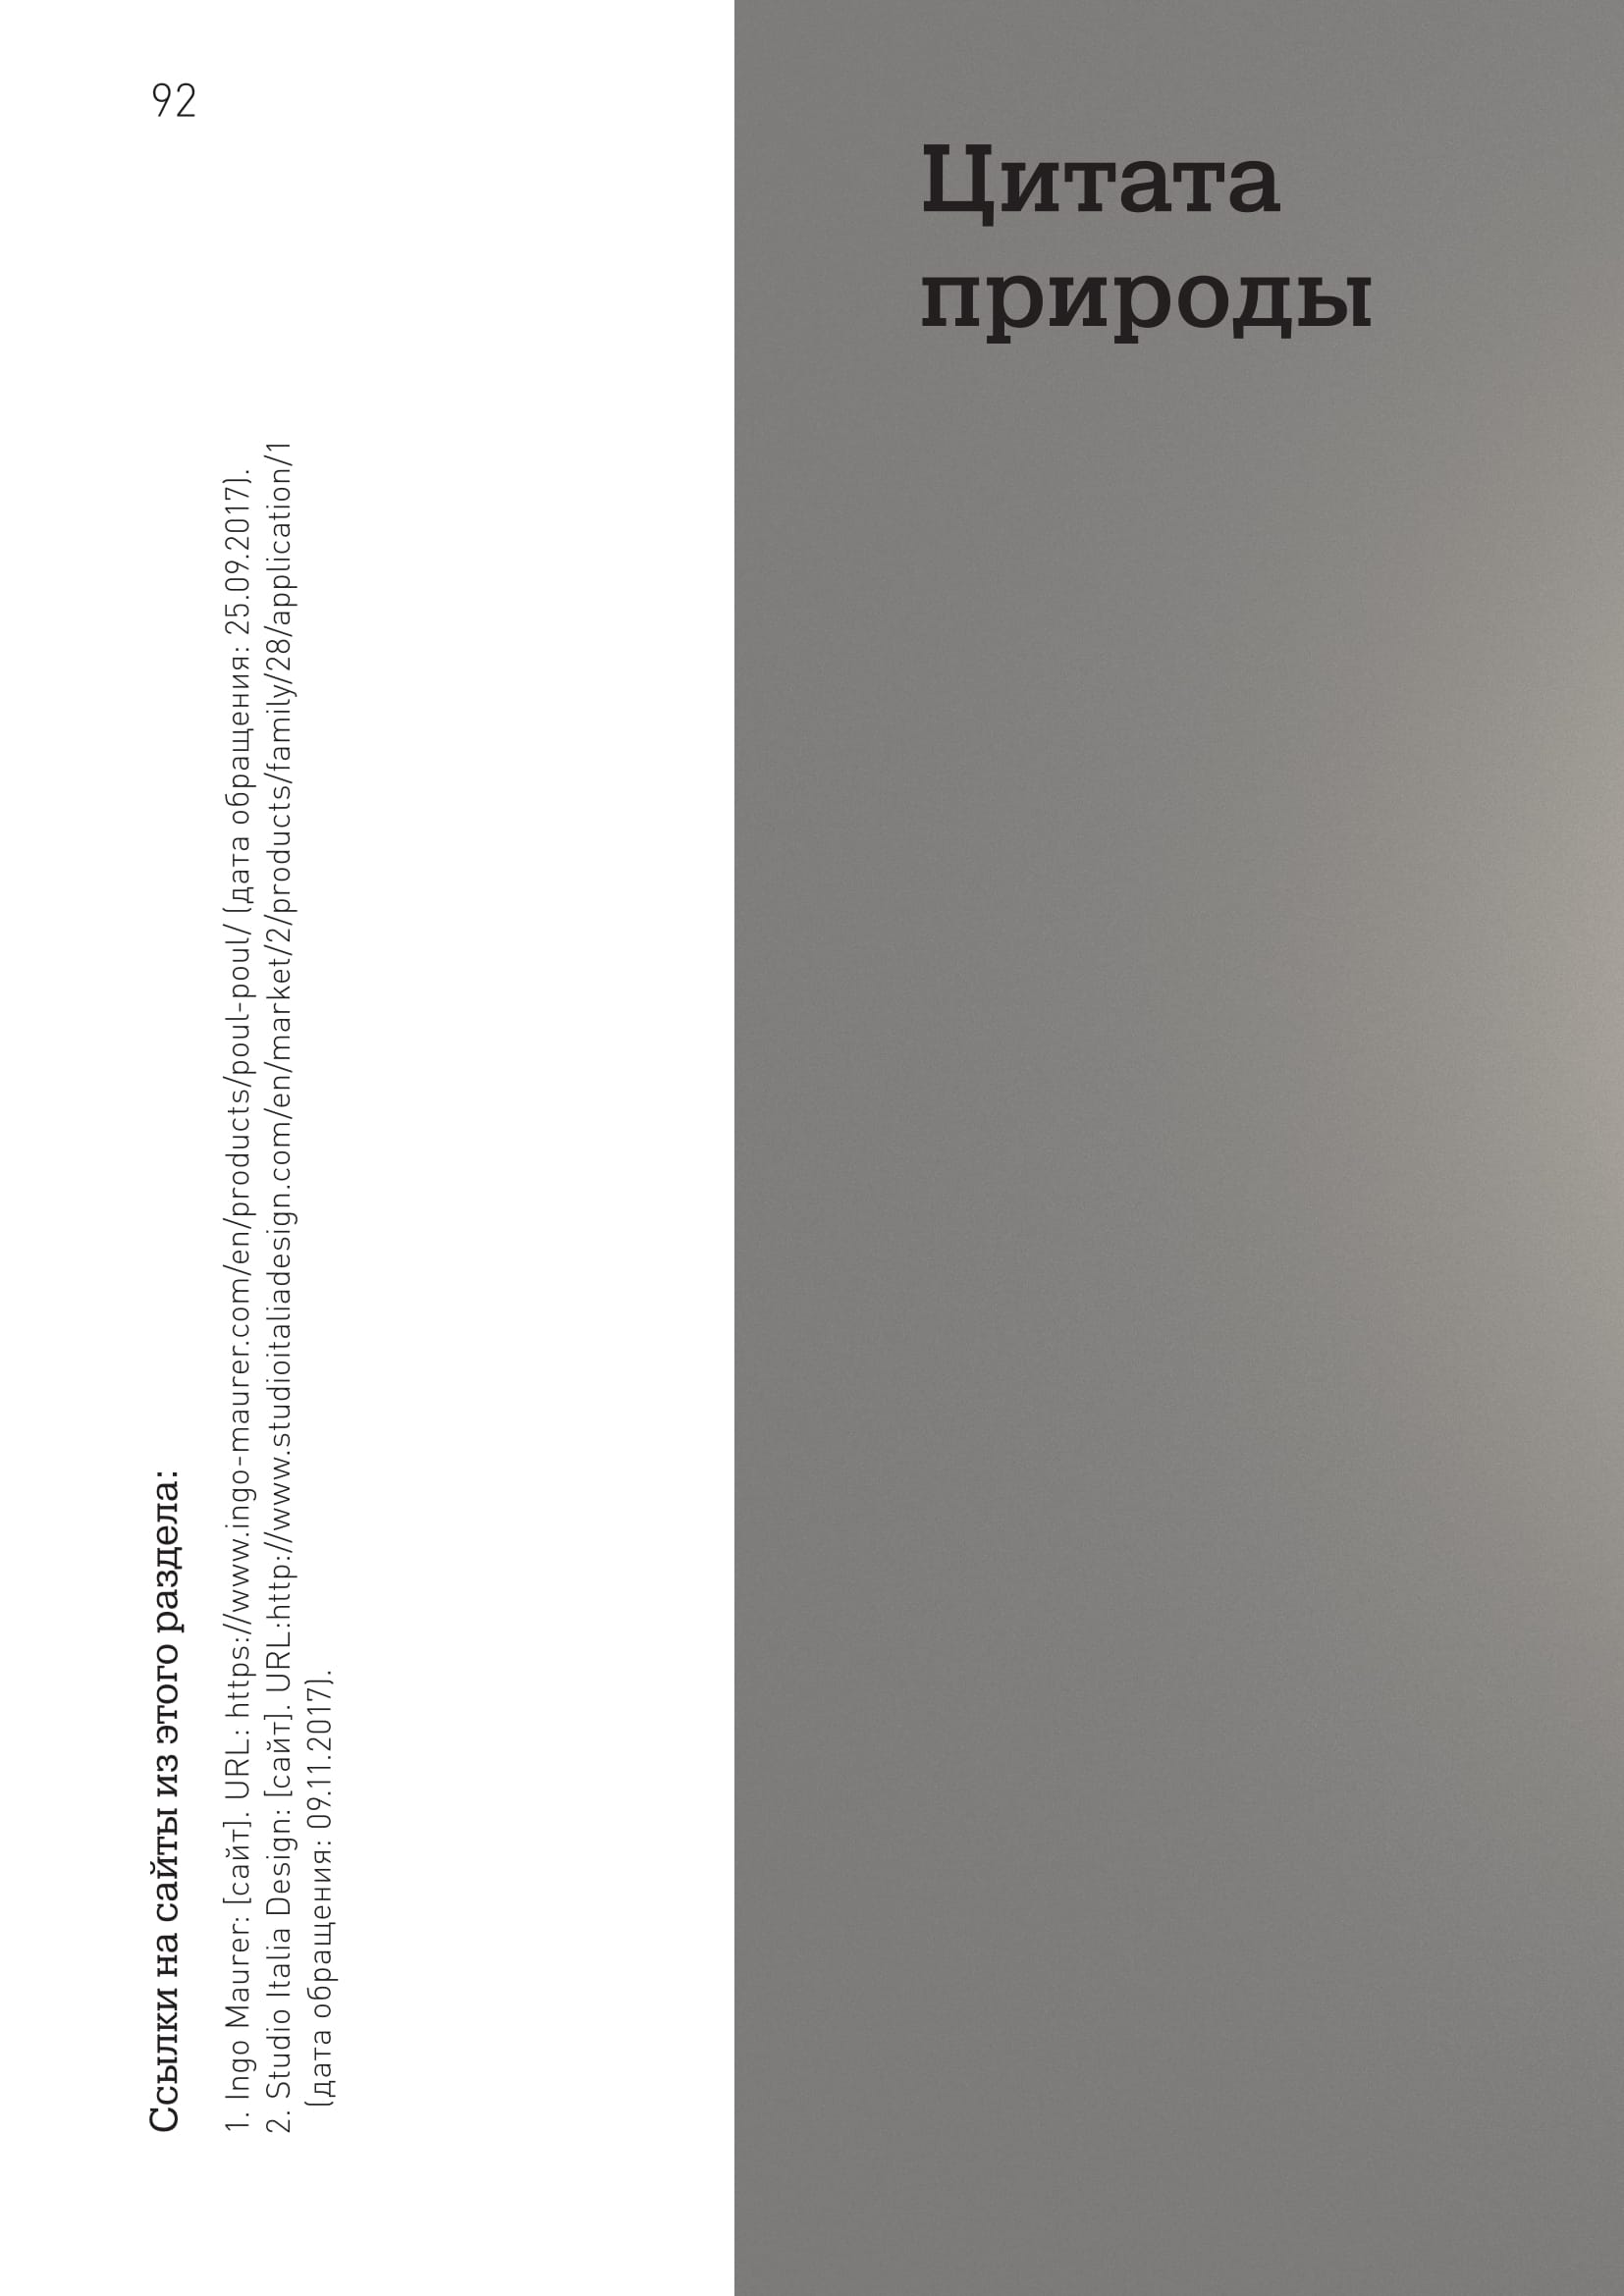 92
Цитата
природы
Ссылки на сайты из этого раздела:
1. Ingo Maurer: [сайт]. URL: https://www.ingo-maurer.com/en/products/poul-poul/ (дата обращения: 25.09.2017).
2. Studio Italia Design: [сайт]. URL:http://www.studioitaliadesign.com/en/market/2/products/family/28/application/1
(дата обращения: 09.11.2017).